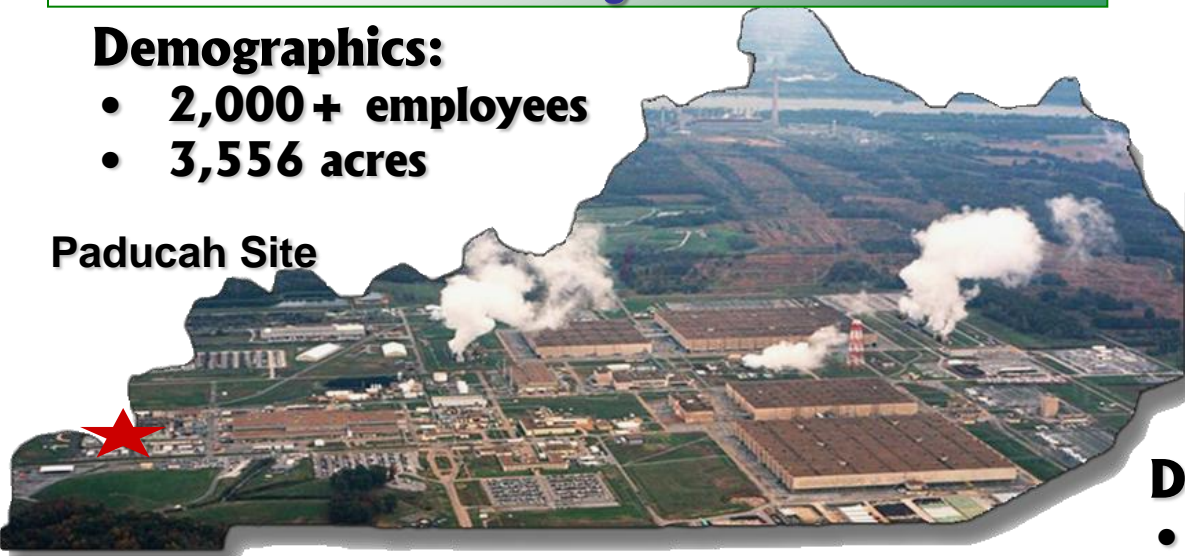 Demographics:
• 2,000+ employees
• 3,556 acres
Paducah Site
D
•